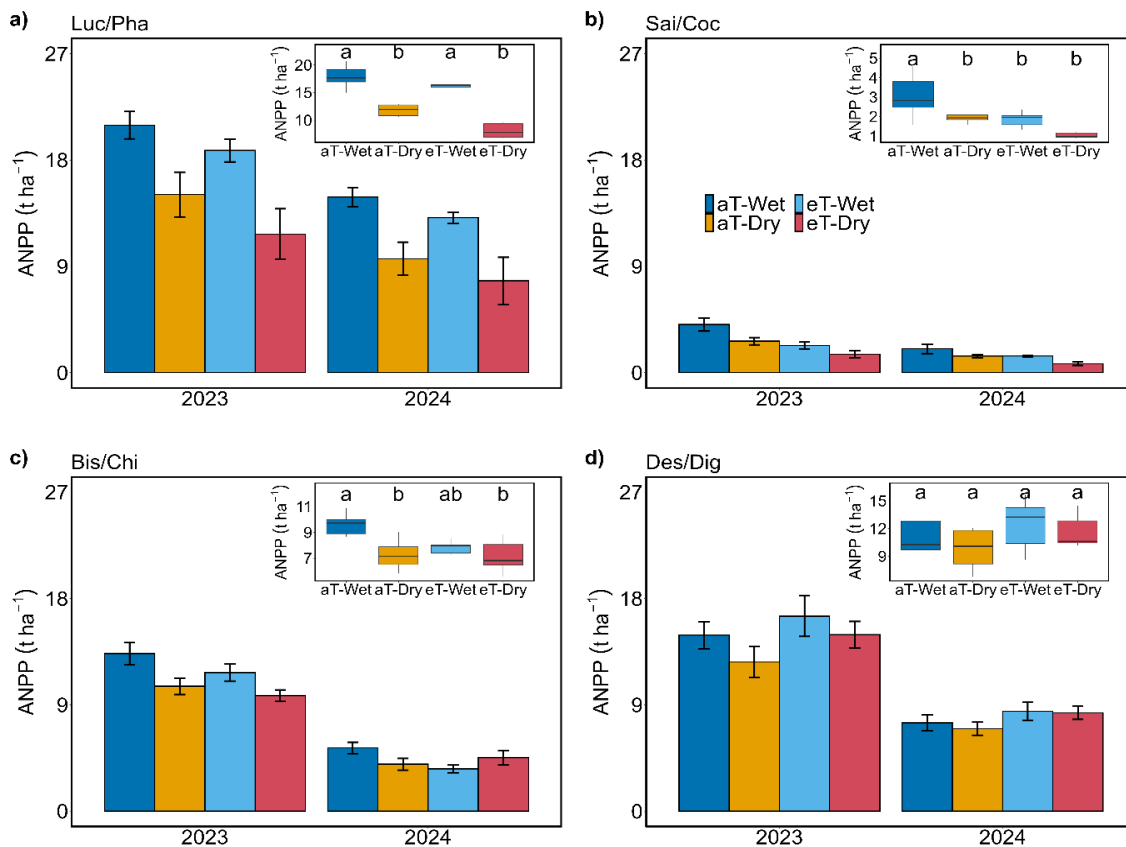 a) Luc/Pha
27
18
9
0
ANPP (t ha⁻¹)
2023 2024
20
15
10
ANPP (t ha⁻¹)
a b a b
aT-Wet aT-Dry eT-Wet eT-Dry
b) Sai/Coc
27
18
9
0
ANPP (t ha⁻¹)
2023 2024
5
4
3
2
1
ANPP (t ha⁻¹)
a b b b
aT-Wet aT-Dry eT-Wet eT-Dry
aT-Wet eT-Wet
aT-Dry eT-Dry
c) Bis/Chi
27
18
9
0
ANPP (t ha⁻¹)
2023 2024
11
9
7
ANPP (t ha⁻¹)
a b ab b
aT-Wet aT-Dry eT-Wet eT-Dry
d) Des/Dig
27
18
9
0
ANPP (t ha⁻¹)
2023 2024
15
12
9
ANPP (t ha⁻¹)
a a a a
aT-Wet aT-Dry eT-Wet eT-Dry